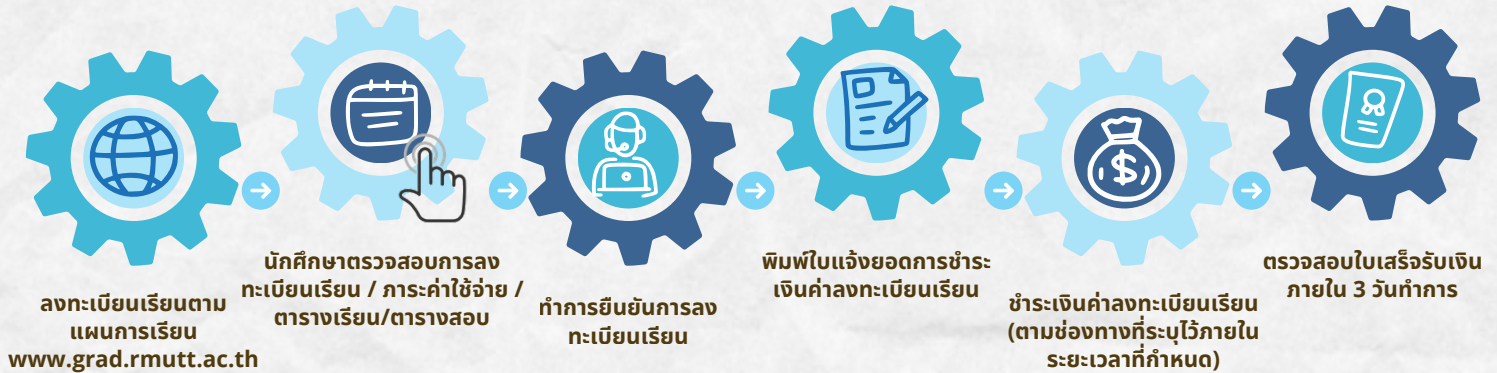 ลงทะเบียนเรียนตาม
แผนการเรียน
www.grad.rmutt.ac.th
นักศึกษาตรวจสอบการลง
ทะเบียนเรียน / ภาระค่าใช้จ่าย /
ตารางเรียน/ตารางสอบ
ทำการยืนยันการลง
ทะเบียนเรียน
พิมพ์ใบแจ้งยอดการชำระ
เงินค่าลงทะเบียนเรียน
$
ชำระเงินค่าลงทะเบียนเรียน
(ตามช่องทางที่ระบุไว้ภายใน
ระยะเวลาที่กำหนด)
ตรวจสอบใบเสร็จรับเงิน
ภายใน 3 วันทำการ